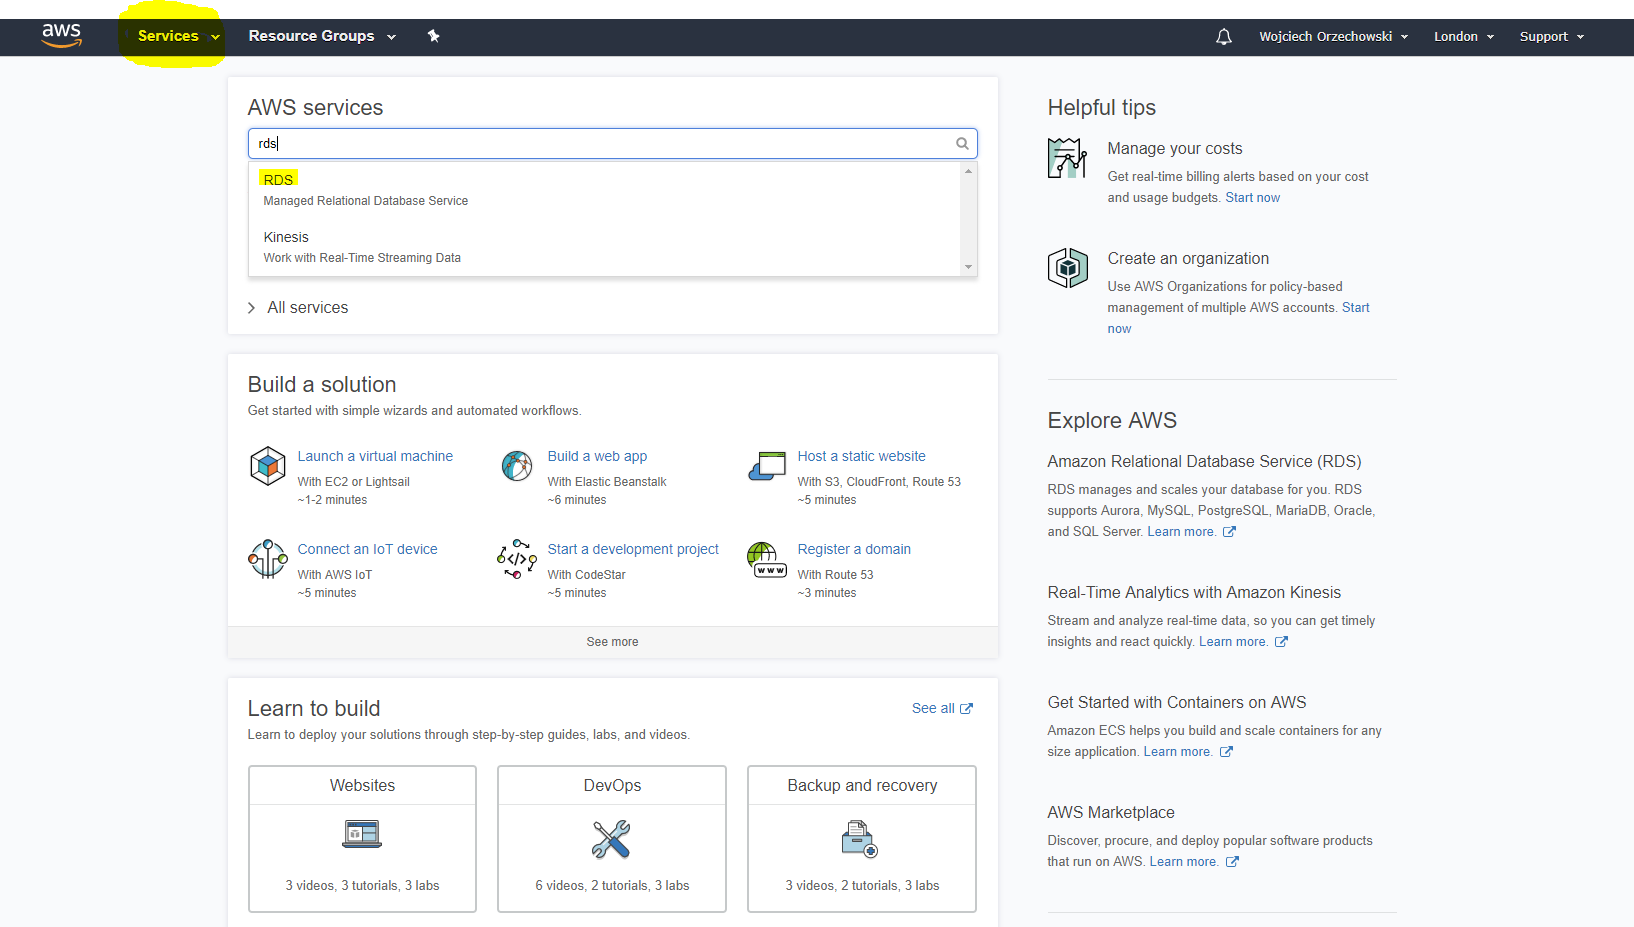 aws
Services
Resource Groups
Wojciech Orzechowski
London
Support
AWS services
rds
RDS
Managed Relational Database Service
Kinesis
Work with Real-Time Streaming Data
All services
Build a solution
Get started with simple wizards and automated workflows.
Launch a virtual machine
With EC2 or Lightsail
~1-2 minutes
Build a web app
With Elastic Beanstalk
~6 minutes
Host a static website
With S3, CloudFront, Route 53
~5 minutes
Connect an IoT device
With AWS IoT
~5 minutes
Start a development project
With CodeStar
~5 minutes
WWW
Register a domain
With Route 53
~3 minutes
See more
Learn to build
See all
Learn to deploy your solutions through step-by-step guides, labs, and videos.
Websites
3 videos, 3 tutorials, 3 labs
DevOps
6 videos, 2 tutorials, 3 labs
Backup and recovery
3 videos, 2 tutorials, 3 labs
Helpful tips
Manage your costs
Get real-time billing alerts based on your cost
and usage budgets. Start now
Create an organization
Use AWS Organizations for policy-based
management of multiple AWS accounts. Start
now
Explore AWS
Amazon Relational Database Service (RDS)
RDS manages and scales your database for you. RDS
supports Aurora, MySQL, PostgreSQL, MariaDB, Oracle,
and SQL Server. Learn more.
Real-Time Analytics with Amazon Kinesis
Stream and analyze real-time data, so you can get timely
insights and react quickly. Learn more.
Get Started with Containers on AWS
Amazon ECS helps you build and scale containers for any
size application. Learn more.
AWS Marketplace
Discover, procure, and deploy popular software products
that run on AWS. Learn more.